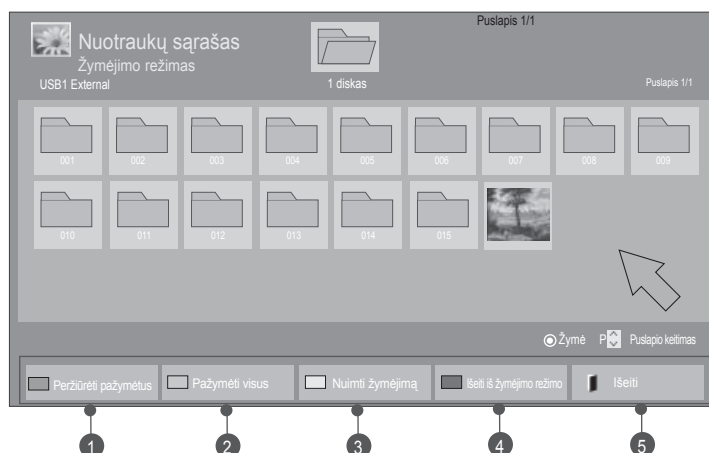 Puslapis 1/1
Nuotraukų sąrašas
Žymėjimo režimas
USB1 External
1 diskas
Puslapis 1/1
001 002 003 004 005 006 007 008 009
010 011 012 013 014 015
Žymė P Puslapio keitimas
Peržiūrėti pažymėtus Pažymėti visus Nuimti žymėjimą Išeiti iš žymėjimo režimo Išeiti
1 2 3 4 5